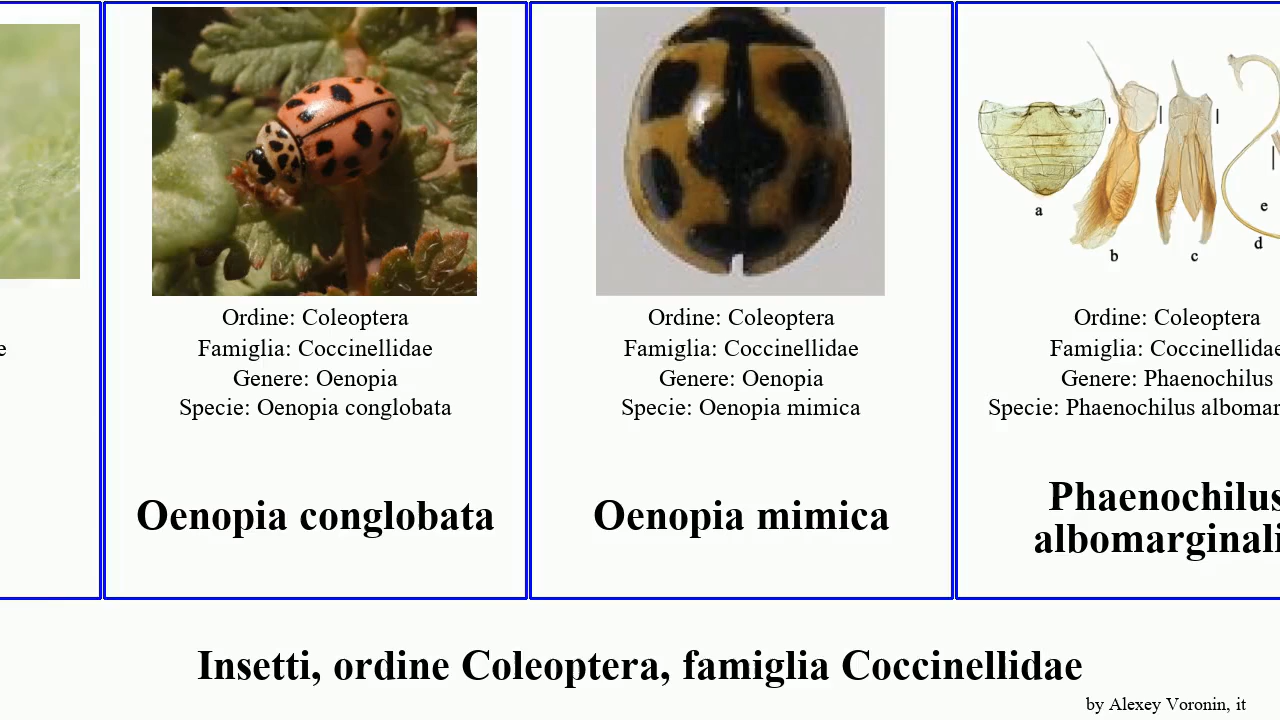 e
Ordine: Coleoptera
Famiglia: Coccinellidae
Genere: Oenopia
Specie: Oenopia conglobata
Oenopia conglobata
Ordine: Coleoptera
Famiglia: Coccinellidae
Genere: Oenopia
Specie: Oenopia mimica
Oenopia mimica
a
b
c
d
e
Ordine: Coleoptera
Famiglia: Coccinellidae
Genere: Phaenochilus
Specie: Phaenochilus albomar
Phaenochilus
albomarginali
Insetti, ordine Coleoptera, famiglia Coccinellidae
by Alexey Voronin, it